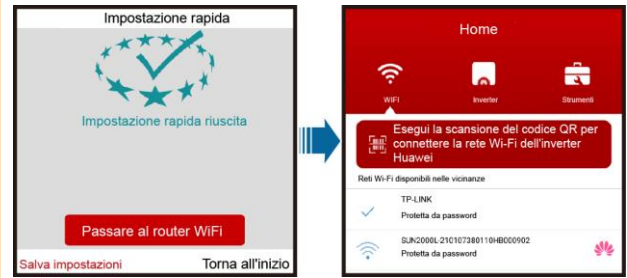 Impostazione rapida
Impostazione rapida riuscita
Passare al router WiFi
Salva impostazioni
Torna all'inizio
Home
WIFI
Inverter
Strumenti
Esegui la scansione del codice QR per
connettere la rete Wi-Fi dell'inverter
Huawei
Reti Wi-Fi disponibili nelle vicinanze
TP-LINK
Protetta da password
SUN2000L-210107380110HB000902
Protetta da password